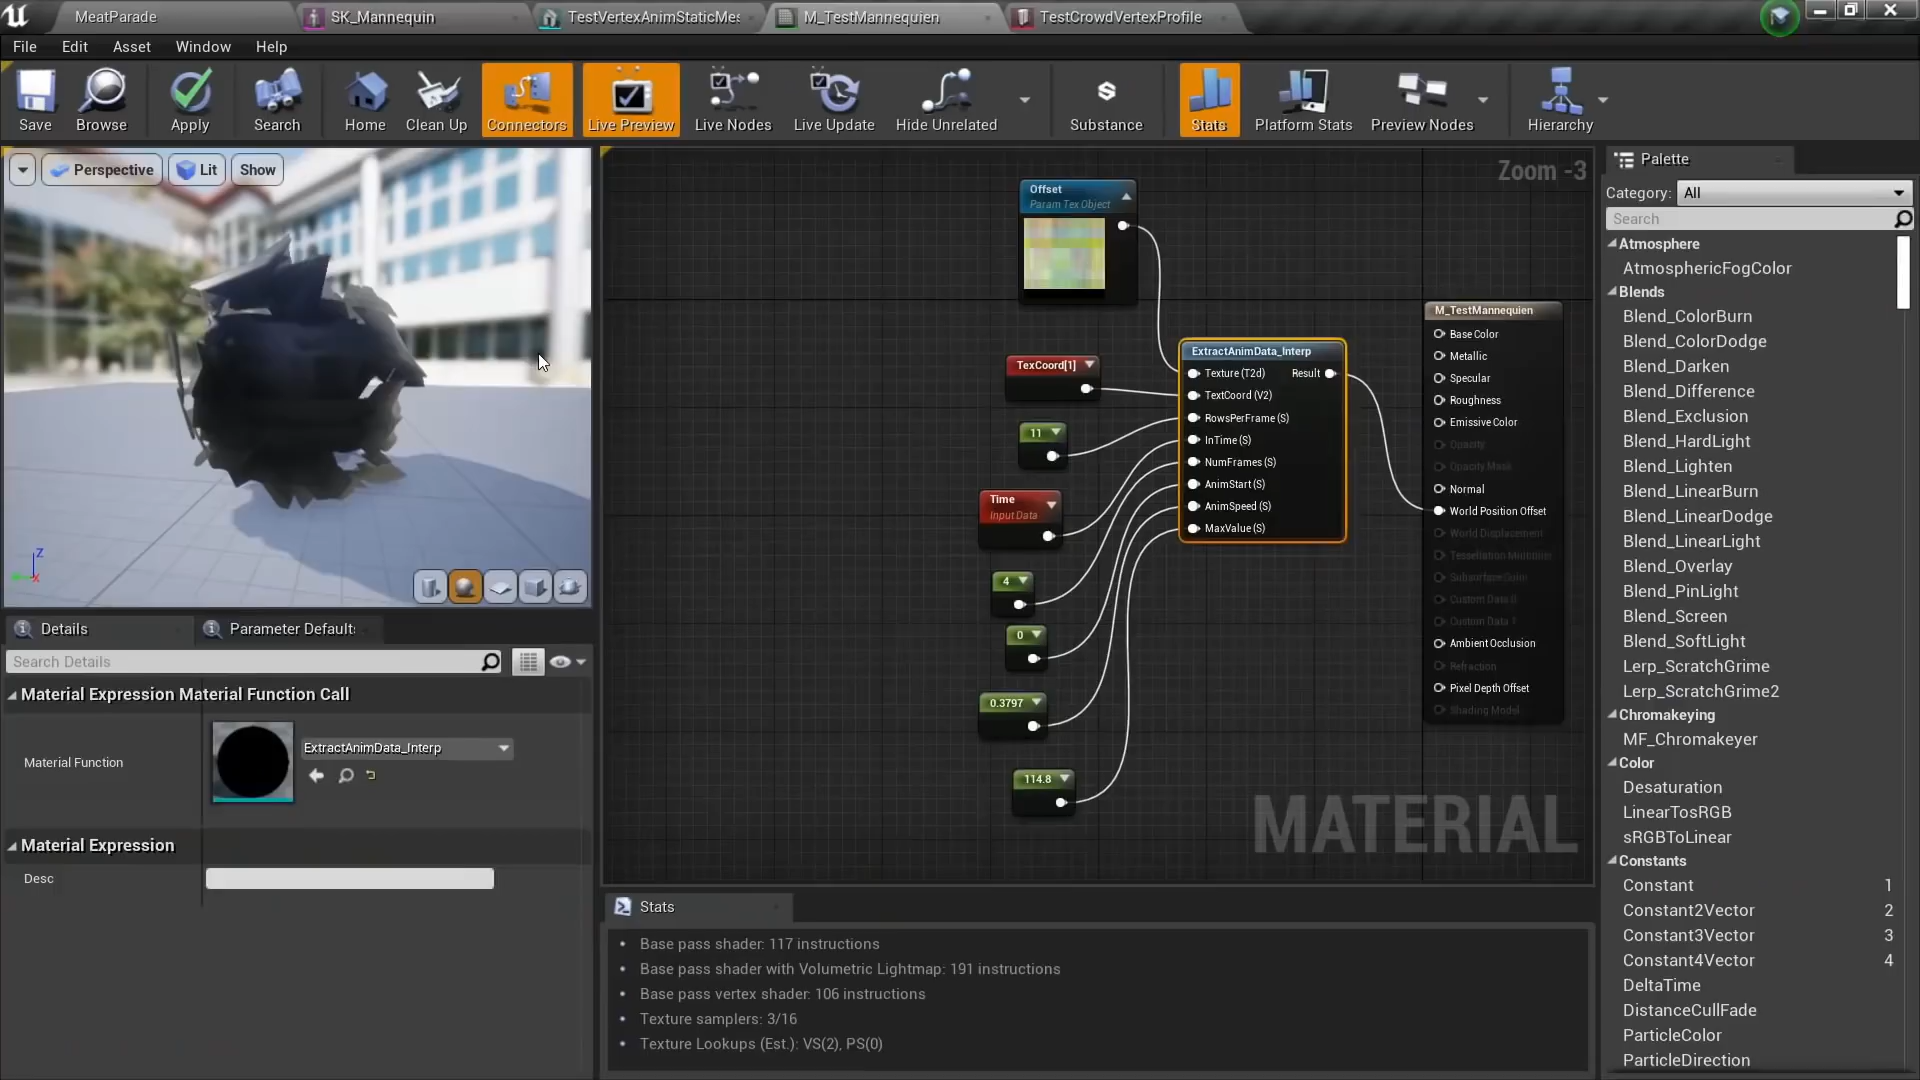 MeatParade
SK_Mannequin
TestVertexAnimStaticMes
M_TestMannequien
TestCrowdVertexProfile
File
Edit
Asset
Window
Help
Save
Browse
Apply
Search
Home
Clean Up
Connectors
Live Preview
Live Nodes
Live Update
Hide Unrelated
Substance
Stats
Platform Stats
Preview Nodes
Hierarchy
Perspective
Lit
Show
Z
X
Zoom -3
Offset
Param Tex Object
TexCoord[1]
11
Time
Input Data
4
0
0.3797
114.8
ExtractAnimData_Interp
Texture (T2d)
Result
TextCoord (V2)
RowsPerFrame (S)
InTime (S)
NumFrames (S)
AnimStart (S)
AnimSpeed (S)
MaxValue (S)
M_TestMannequien
Base Color
Metallic
Specular
Roughness
Emissive Color
Opacity
Opacity Mask
Normal
World Position Offset
World Displacement
Tessellation Multiplier
Subsurface Color
Custom Data 0
Custom Data 1
Ambient Occlusion
Refraction
Pixel Depth Offset
Shading Model
MATERIAL
Palette
Category:
All
Search
Atmosphere
AtmosphericFogColor
Blends
Blend_ColorBurn
Blend_ColorDodge
Blend_Darken
Blend_Difference
Blend_Exclusion
Blend_HardLight
Blend_Lighten
Blend_LinearBurn
Blend_LinearDodge
Blend_LinearLight
Blend_Overlay
Blend_PinLight
Blend_Screen
Blend_SoftLight
Lerp_ScratchGrime
Lerp_ScratchGrime2
Chromakeying
MF_Chromakeyer
Color
Desaturation
LinearTosRGB
sRGBToLinear
Constants
Constant 1
Constant2Vector 2
Constant3Vector 3
Constant4Vector 4
DeltaTime
DistanceCullFade
ParticleColor
ParticleDirection
Details
Parameter Default
Search Details
Material Expression Material Function Call
Material Function
ExtractAnimData_Interp
Material Expression
Desc
Stats
Base pass shader: 117 instructions
Base pass shader with Volumetric Lightmap: 191 instructions
Base pass vertex shader: 106 instructions
Texture samplers: 3/16
Texture Lookups (Est.): VS(2), PS(0)